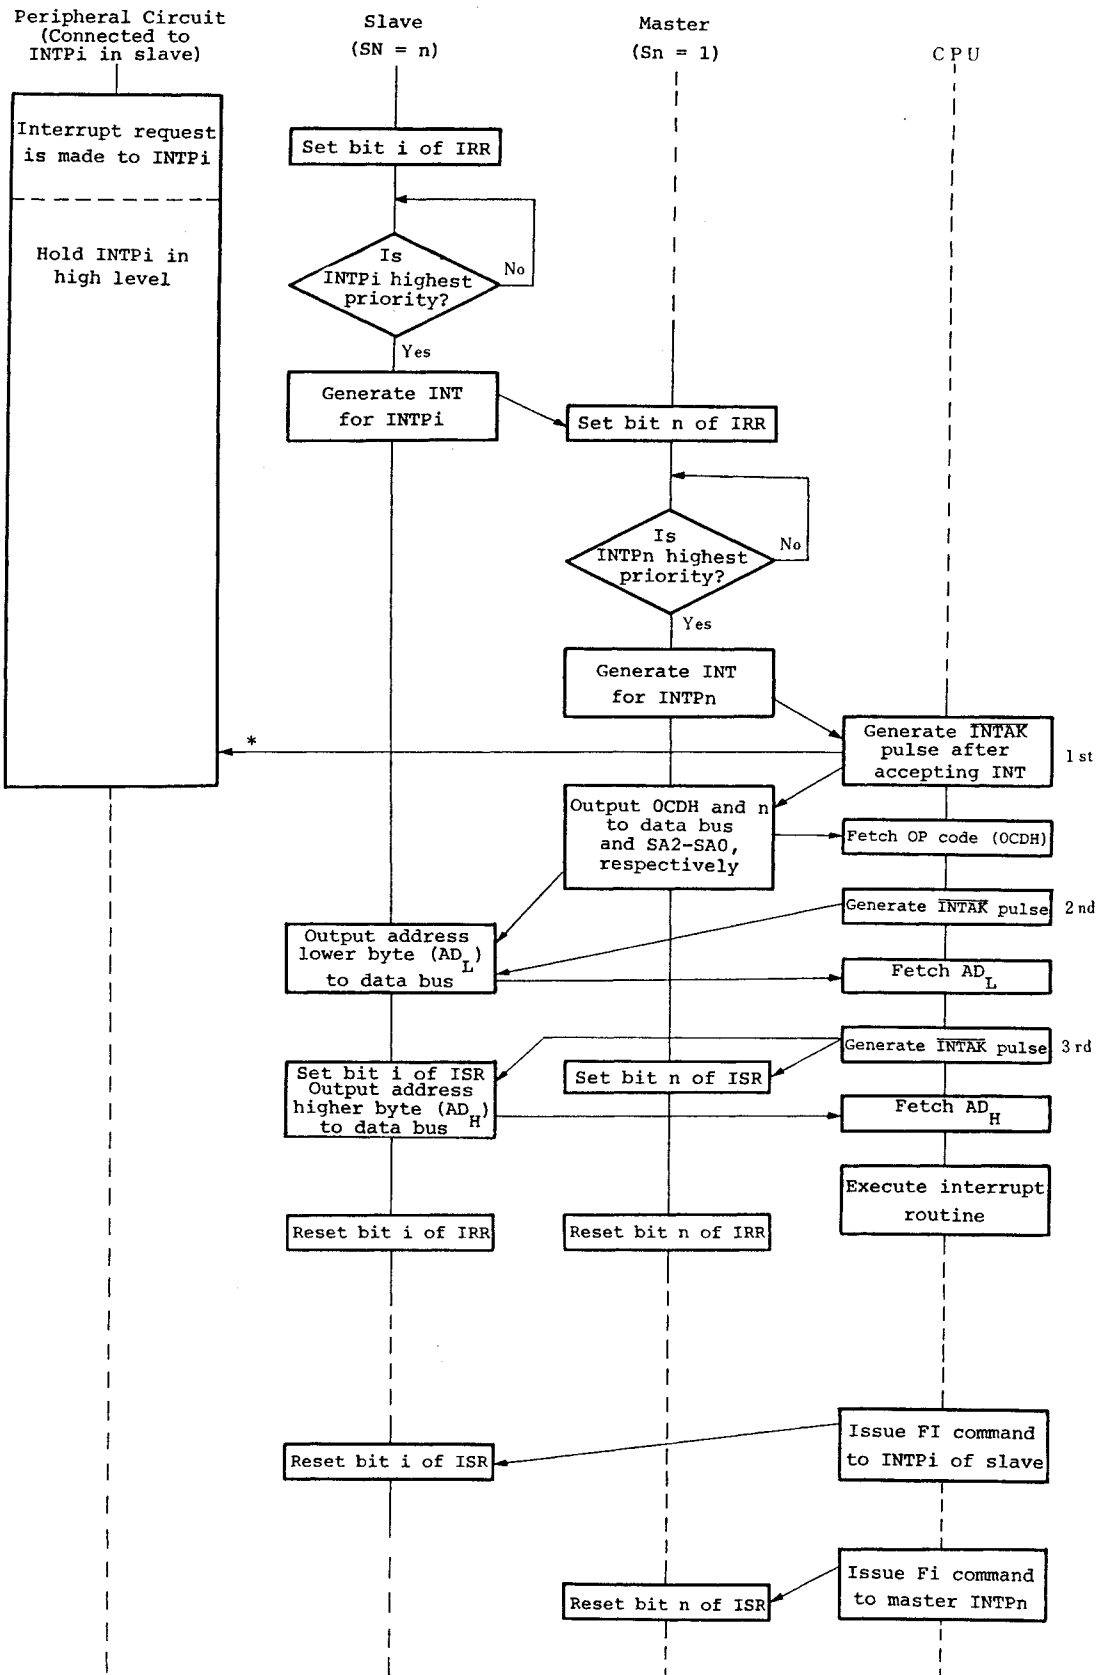 Peripheral Circuit
(Connected to
INTPi in slave)
Slave
(SN = n)
Master
(Sn = 1)
CPU
Interrupt request
is made to INTPi
Hold INTPi in
high level
Set bit i of IRR
Is
INTPi highest
priority?
No
Yes
Generate INT
for INTPi
Set bit n of IRR
Is
INTPn highest
priority?
No
Yes
Generate INT
for INTPn
Generate INTAK
pulse after
accepting INT
1st
*
Output OCDH and n
to data bus
and SA2-SA0,
respectively
Fetch OP code (OCDH)
Generate INTAK pulse
2nd
Output address
lower byte (ADL)
to data bus
Fetch ADL
Generate INTAK pulse
3rd
Set bit i of ISR
Output address
higher byte (ADH)
to data bus
Set bit n of ISR
Fetch ADH
Execute interrupt
routine
Reset bit i of IRR
Reset bit n of IRR
Issue FI command
to INTPi of slave
Reset bit i of ISR
Issue Fi command
to master INTPn
Reset bit n of ISR